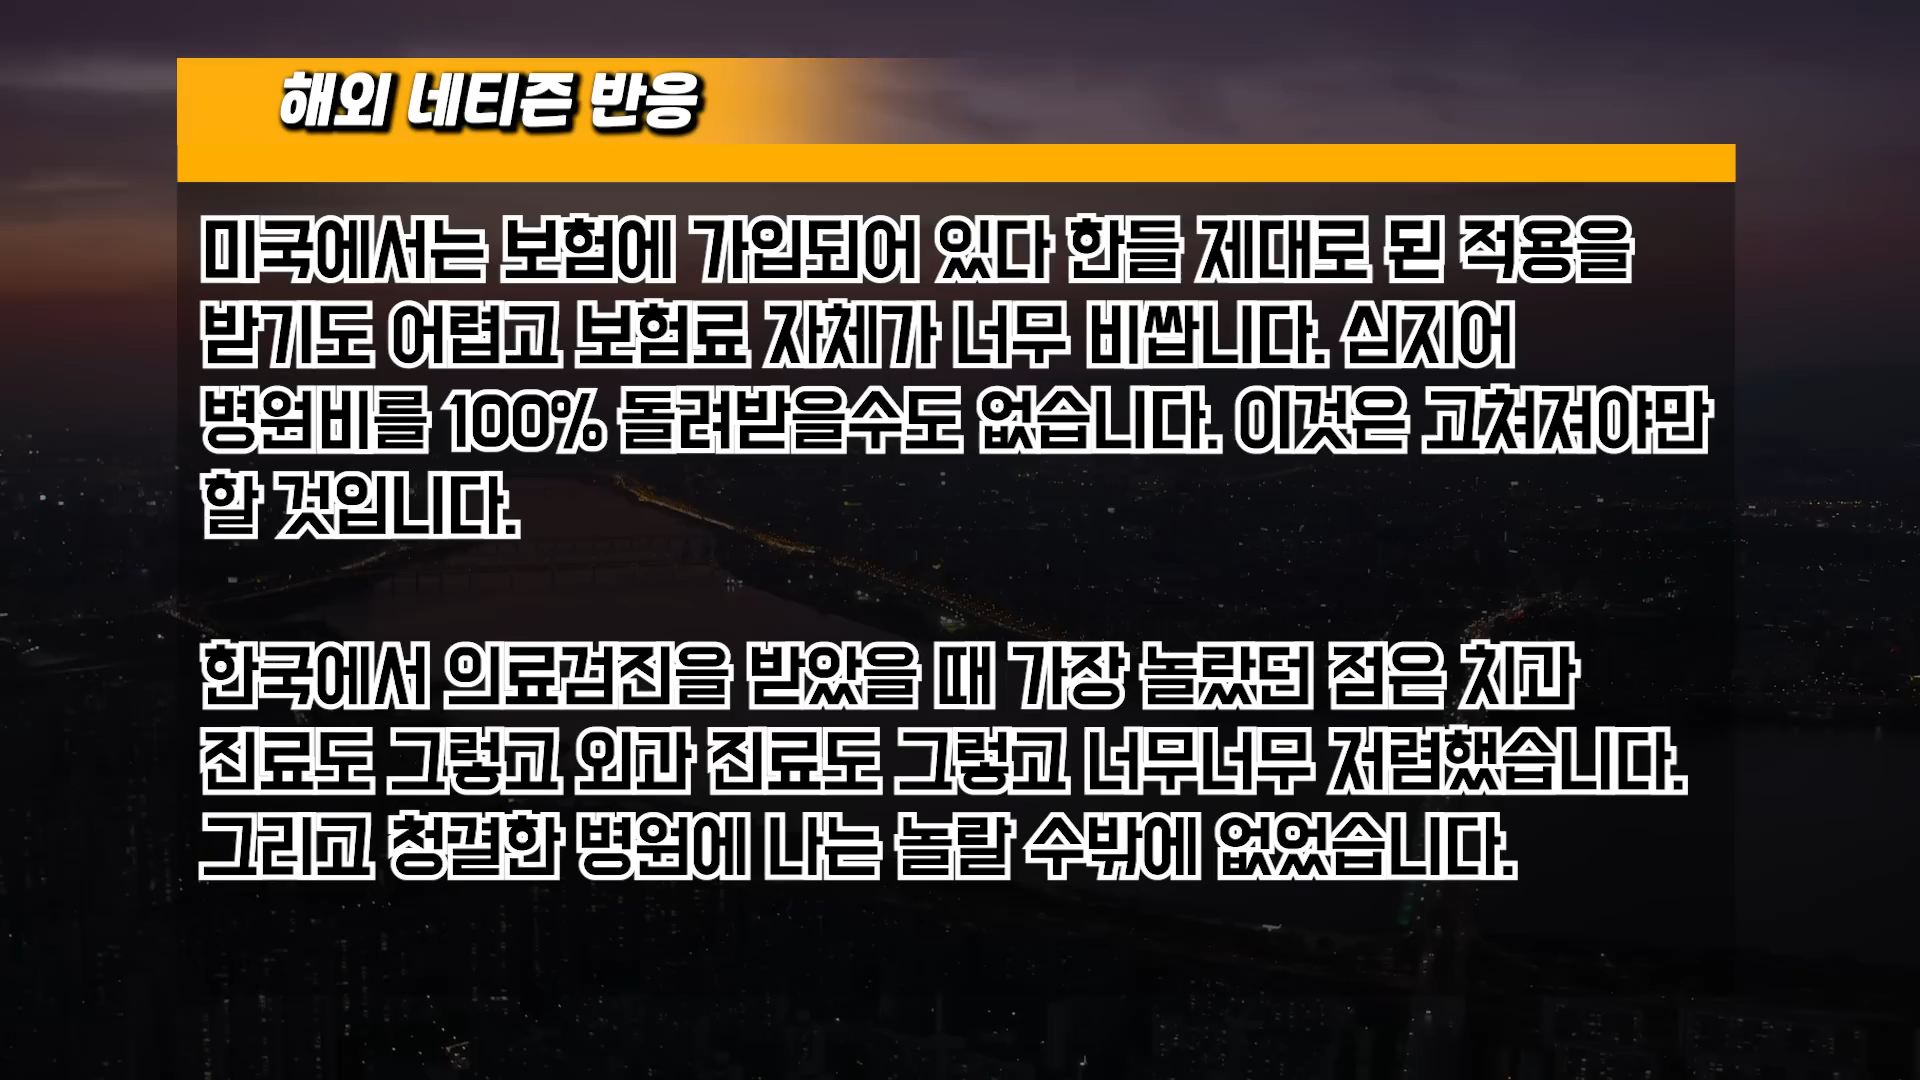 해외 네티즌 반응
미국에서는 보험에 가입되어 있다 한들 제대로 된 적용을
받기도 어렵고 보험료 자체가 너무 비쌉니다. 심지어
병원비를 100% 돌려받을수도 없습니다. 이것은 고쳐져야만
할 것입니다.
한국에서 의료검진을 받았을 때 가장 놀랐던 점은 치과
진료도 그렇고 외과 진료도 그렇고 너무너무 저렴했습니다.
그리고 청결한 병원에 나는 놀랄 수밖에 없었습니다.